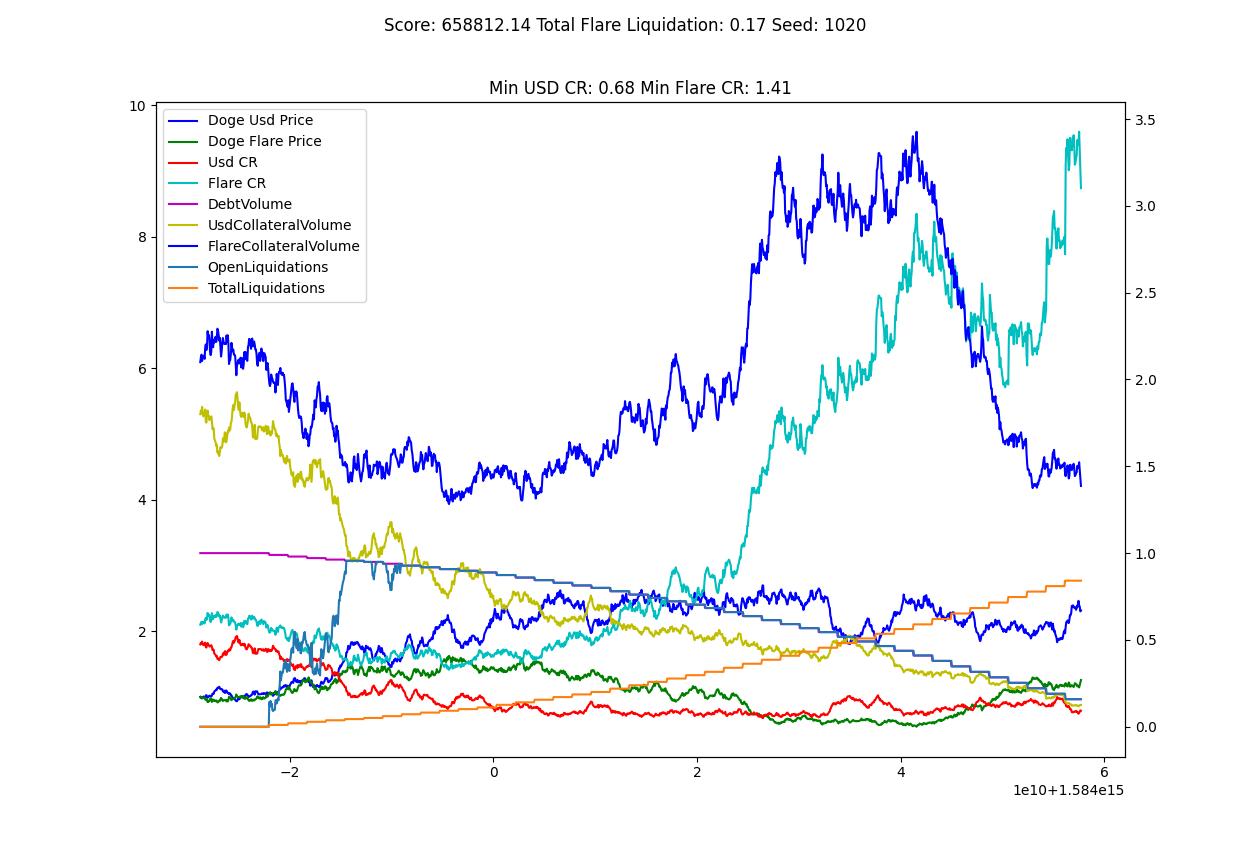 Score: 658812.14 Total Flare Liquidation: 0.17 Seed: 1020
Min USD CR: 0.68 Min Flare CR: 1.41
Doge Usd Price
Doge Flare Price
Usd CR
Flare CR
DebtVolume
UsdCollateralVolume
FlareCollateralVolume
OpenLiquidations
TotalLiquidations
10
8
6
4
2
3.5
3.0
2.5
2.0
1.5
1.0
0.5
0.0
−2 0 2 4 6
1e10+1.584e15